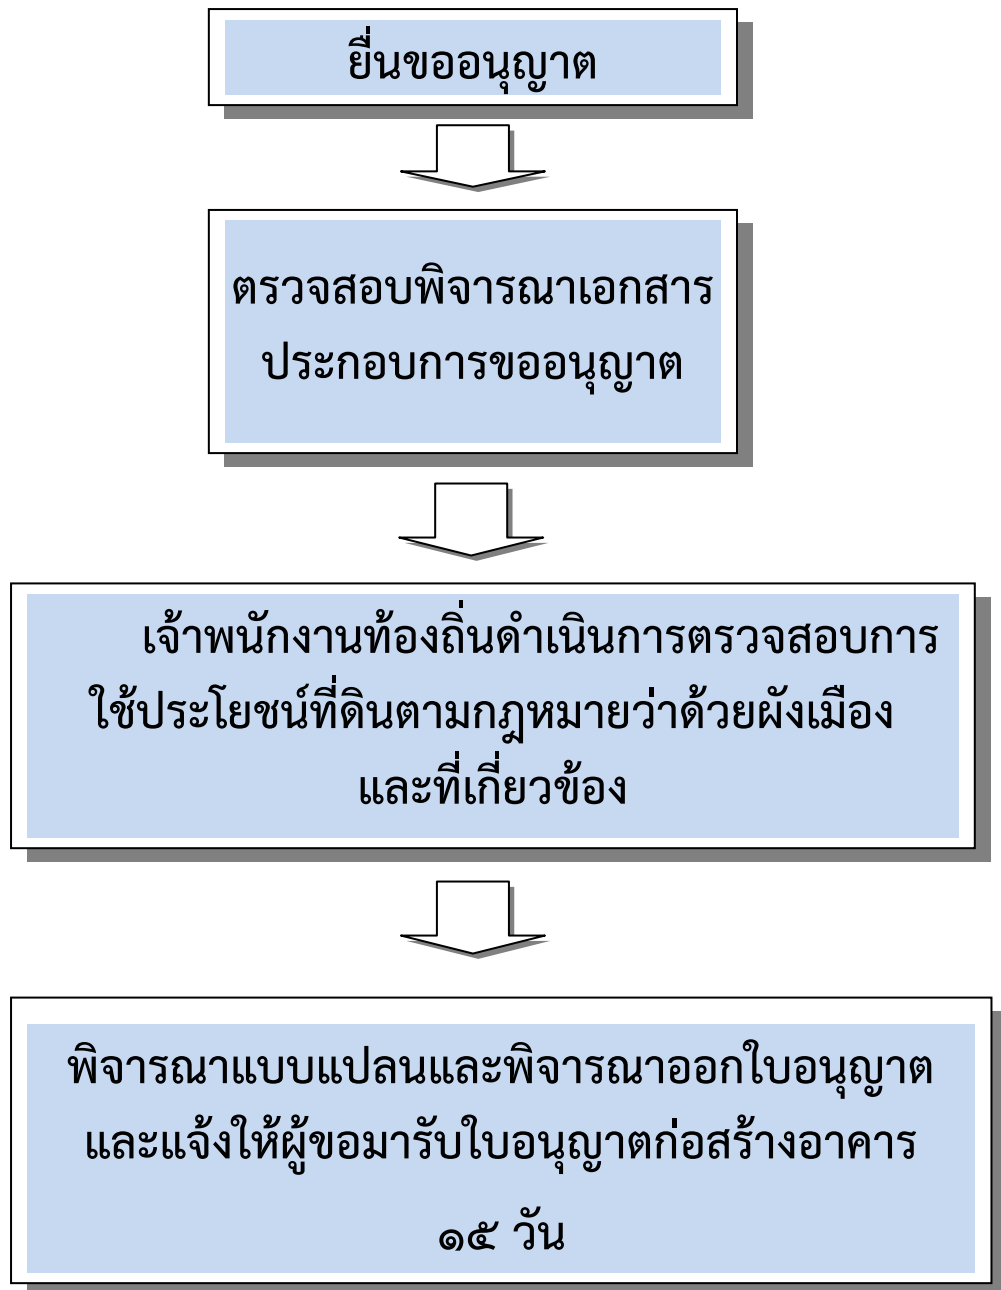 ยื่นขออนุญาต
ตรวจสอบพิจารณาเอกสาร
ประกอบการขออนุญาต
เจ้าพนักงานท้องถิ่นดำเนินการตรวจสอบการ
ใช้ประโยชน์ที่ดินตามกฎหมายว่าด้วยผังเมือง
และที่เกี่ยวข้อง
พิจารณาแบบแปลนและพิจารณาออกใบอนุญาต
และแจ้งให้ผู้ขอมารับใบอนุญาตก่อสร้างอาคาร
๑๕ วัน